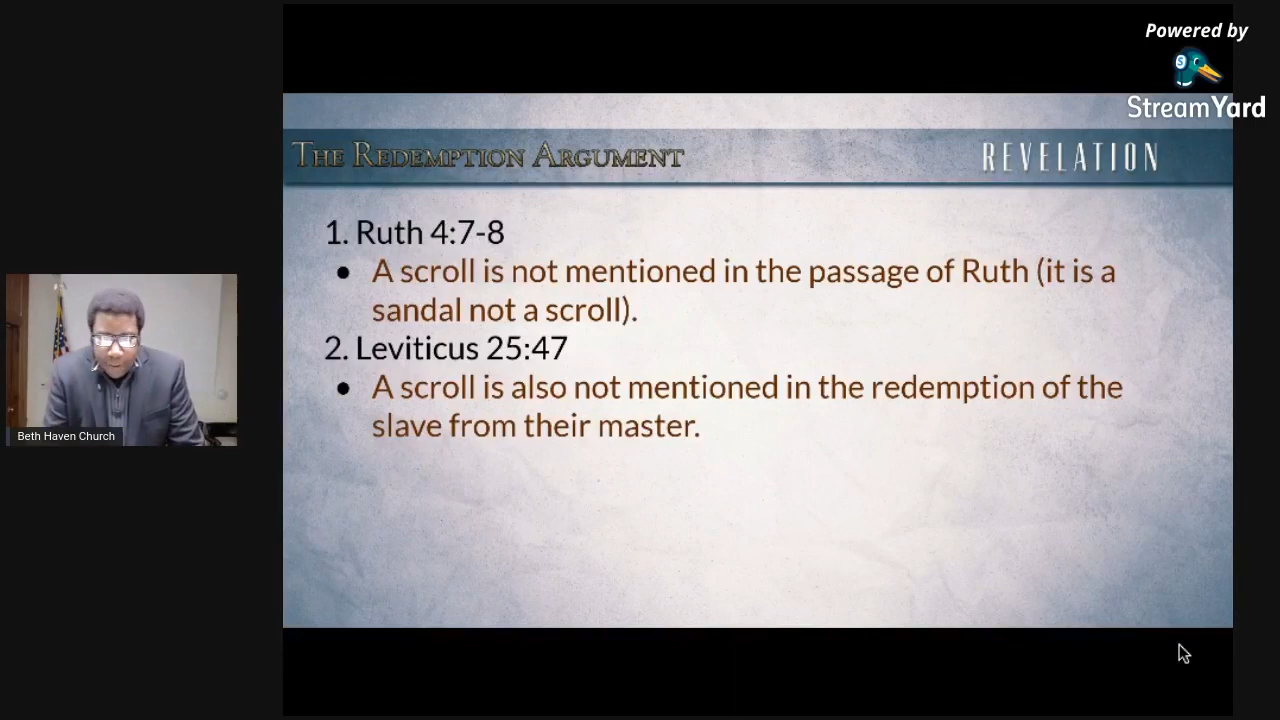 Powered by
StreamYard
THE REDEMPTION ARGUMENT
REVELATION
1. Ruth 4:7-8
• A scroll is not mentioned in the passage of Ruth (it is a
sandal not a scroll).
2. Leviticus 25:47
• A scroll is also not mentioned in the redemption of the
slave from their master.
Beth Haven Church